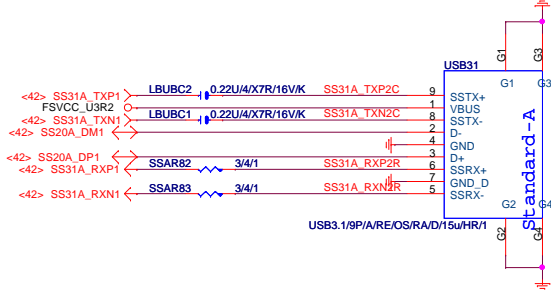 USB31
G1
G3
G1
G3
<42> SS31A_TXP1 LBUBC2 0.22U/4/X7R/16V/K SS31A_TXP2C 9 SSTX+
FSVCC_U3R2 1 VBUS
<42> SS31A_TXN1 LBUBC1 0.22U/4/X7R/16V/K SS31A_TXN2C 8 SSTX-
<42> SS20A_DM1 2 D-
4 GND
<42> SS20A_DP1 3 D+
<42> SS31A_RXP1 SSAR82 3/4/1 SS31A_RXP2R 6 SSRX+
7 GND_D
<42> SS31A_RXN1 SSAR83 3/4/1 SS31A_RXN2R 5 SSRX-
Standard-A
G2
G4
USB3.1/9P/A/RE/OS/RA/D/15u/HR/1
G2
G4